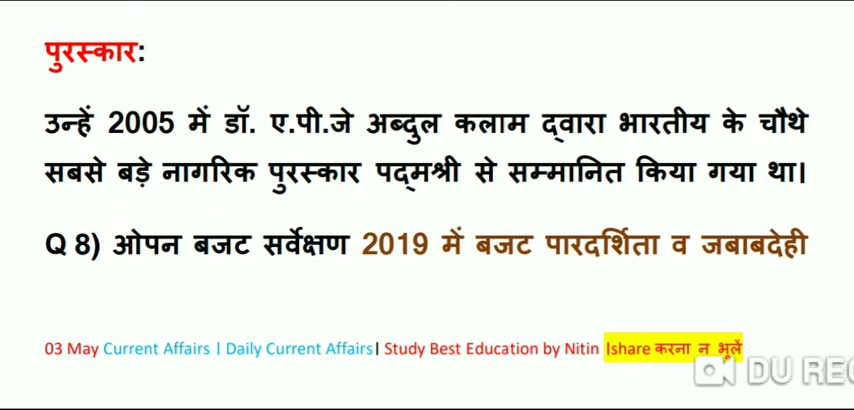 पुरस्कार:
उन्हें 2005 में डॉ. ए.पी.जे अब्दुल कलाम द्वारा भारतीय के चौथे
सबसे बड़े नागरिक पुरस्कार पद्मश्री से सम्मानित किया गया था।
Q 8) ओपन बजट सर्वेक्षण 2019 में बजट पारदर्शिता व जबाबदेही
03 May Current Affairs | Daily Current Affairs| Study Best Education by Nitin |share करना न भूलें
DU REC